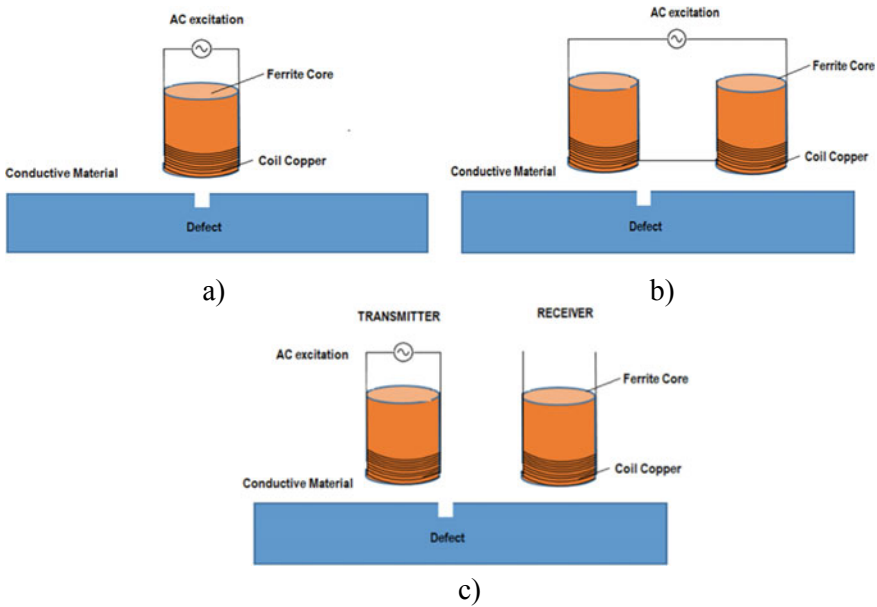 AC excitation
Ferrite Core
Coil Copper
Conductive Material
Defect
a)
AC excitation
Ferrite Core
Coil Copper
Conductive Material
Defect
b)
TRANSMITTER
RECEIVER
AC excitation
Ferrite Core
Coil Copper
Conductive Material
Defect
c)